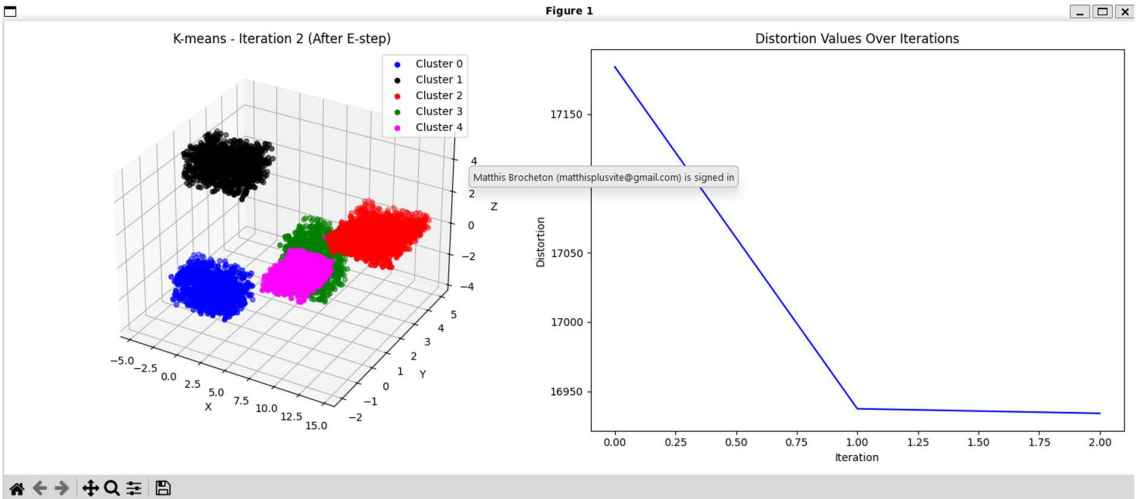 Figure 1
K-means - Iteration 2 (After E-step)
Cluster 0
Cluster 1
Cluster 2
Cluster 3
Cluster 4
4
2
0
−2
−4
Z
−5.0
−2.5
0.0
2.5
5.0
7.5
10.0
12.5
15.0
X
−2
−1
0
1
2
3
4
5
Y
Matthis Brocheton (matthisplusvite@gmail.com) is signed in
Distortion Values Over Iterations
17150
17050
17000
16950
Distortion
0.00
0.25
0.50
0.75
1.00
1.25
1.50
1.75
2.00
Iteration